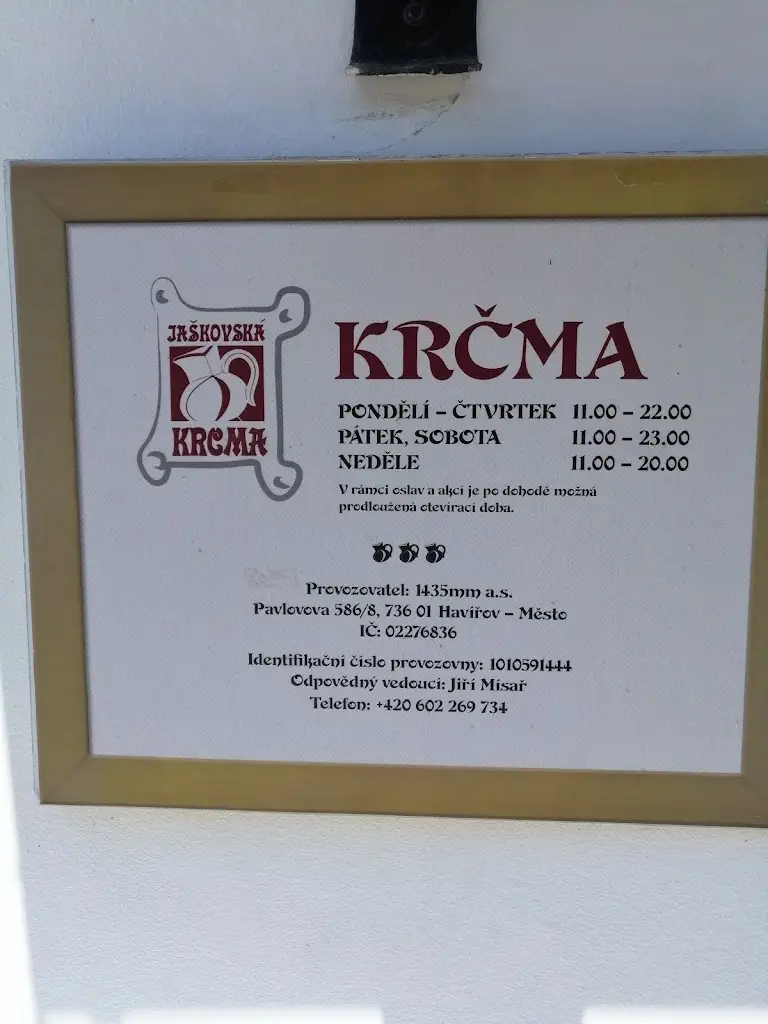 JAŠKOVSKÁ
KRČMA
KRČMA
PONDĚLÍ – ČTVRTEK 11.00 – 22.00
PÁTEK, SOBOTA 11.00 – 23.00
NEDĚLE 11.00 – 20.00
V rámci oslav a akcí je po dohodě možná
prodloužená otevírací doba.
Provozovatel: 1435mm a.s.
Pavlovova 586/8, 736 01 Havířov – Město
IČ: 02276836
Identifikační číslo provozovny: 1010591444
Odpovědný vedoucí: Jiří Misař
Telefon: +420 602 269 734